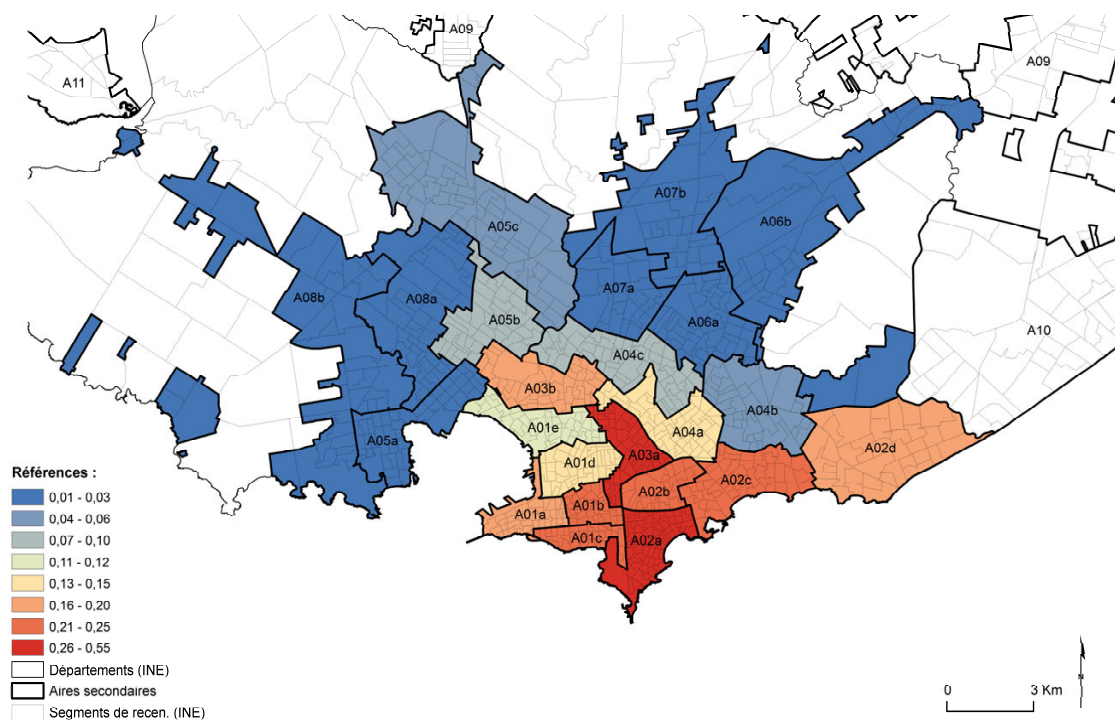 A09
A11
A09
A07b
A06b
A05c
A08b
A08a
A07a
A05b
A06a
A10
A04c
A03b
A04b
A01e
A04a
A05a
A03a
A02d
A01d
A02c
A02b
A01a
A01b
A01c
A02a
Références :
0,01 - 0,03
0,04 - 0,06
0,07 - 0,10
0,11 - 0,12
0,13 - 0,15
0,16 - 0,20
0,21 - 0,25
0,26 - 0,55
Départements (INE)
Aires secondaires
Segments de recen. (INE)
N
0 3 Km